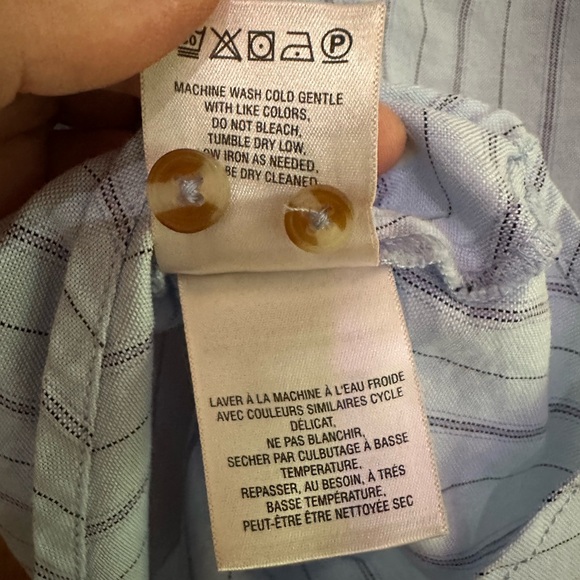 P
MACHINE WASH COLD GENTLE
WITH LIKE COLORS,
DO NOT BLEACH,
TUMBLE DRY LOW,
IRON AS NEEDED,
BE DRY CLEANED
LAVER À LA MACHINE À L'EAU FROIDE
AVEC COULEURS SIMILAIRES CYCLE
DÉLICAT,
NE PAS BLANCHIR,
SECHER PAR CULBUTAGE À BASSE
TEMPERATURE,
REPASSER, AU BESOIN, À TRÉS
BASSE TEMPÉRATURE,
PEUT-ÊTRE ÊTRE NETTOYÉE SEC